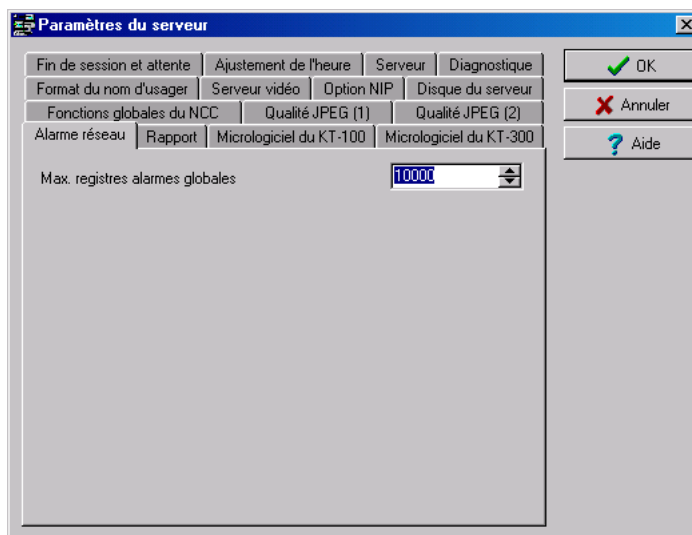 Paramètres du serveur
Fin de session et attente Ajustement de l'heure Serveur Diagnostique
Format du nom d'usager Serveur vidéo Option NIP Disque du serveur
Fonctions globales du NCC Qualité JPEG (1) Qualité JPEG (2)
Alarme réseau Rapport Micrologiciel du KT-100 Micrologiciel du KT-300
Max. registres alarmes globales 10000
OK
Annuler
Aide